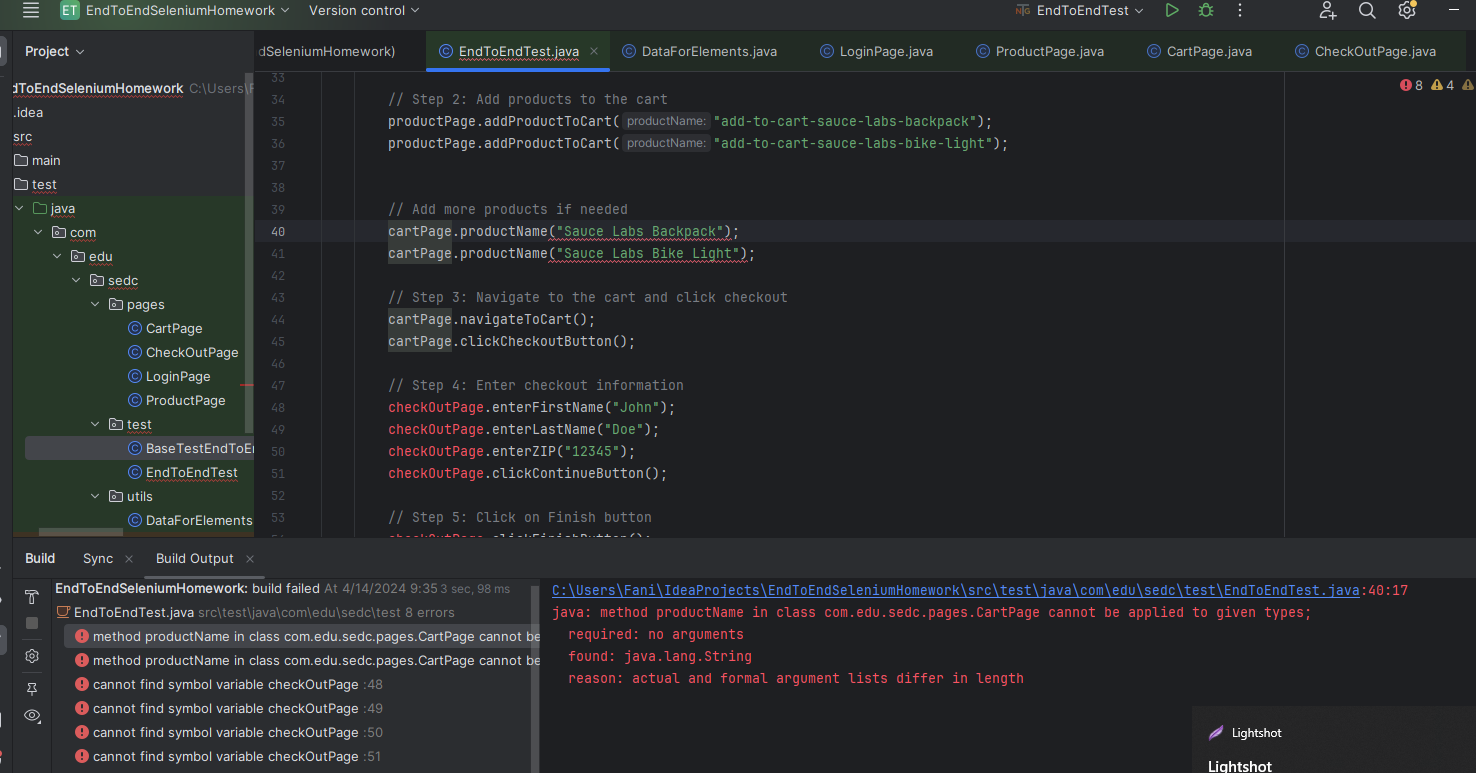 ET EndToEndSeleniumHomework Version control EndToEndTest
Project
dSeleniumHomework) EndToEndTest.java DataForElements.java LoginPage.java ProductPage.java CartPage.java CheckOutPage.java
dToEndSeleniumHomework C:\Users\F
.idea
src
main
test
java
com
edu
sedc
pages
CartPage
CheckOutPage
LoginPage
ProductPage
test
BaseTestEndToEn
EndToEndTest
utils
DataForElements
8 4
33
34 // Step 2: Add products to the cart
35 productPage.addProductToCart( productName: "add-to-cart-sauce-labs-backpack");
36 productPage.addProductToCart( productName: "add-to-cart-sauce-labs-bike-light");
37
38
39 // Add more products if needed
40 cartPage.productName("Sauce Labs Backpack");
41 cartPage.productName("Sauce Labs Bike Light");
42
43 // Step 3: Navigate to the cart and click checkout
44 cartPage.navigateToCart();
45 cartPage.clickCheckoutButton();
46
47 // Step 4: Enter checkout information
48 checkOutPage.enterFirstName("John");
49 checkOutPage.enterLastName("Doe");
50 checkOutPage.enterZIP("12345");
51 checkOutPage.clickContinueButton();
52
53 // Step 5: Click on Finish button
Build Sync Build Output
EndToEndSeleniumHomework: build failed At 4/14/2024 9:35 3 sec, 98 ms
EndToEndTest.java src\test\java\com\edu\sedc\test 8 errors
method productName in class com.edu.sedc.pages.CartPage cannot be
method productName in class com.edu.sedc.pages.CartPage cannot be
cannot find symbol variable checkOutPage :48
cannot find symbol variable checkOutPage :49
cannot find symbol variable checkOutPage :50
cannot find symbol variable checkOutPage :51
C:\Users\Fani\IdeaProjects\EndToEndSeleniumHomework\src\test\java\com\edu\sedc\test\EndToEndTest.java:40:17
java: method productName in class com.edu.sedc.pages.CartPage cannot be applied to given types;
required: no arguments
found: java.lang.String
reason: actual and formal argument lists differ in length
Lightshot
Lightshot